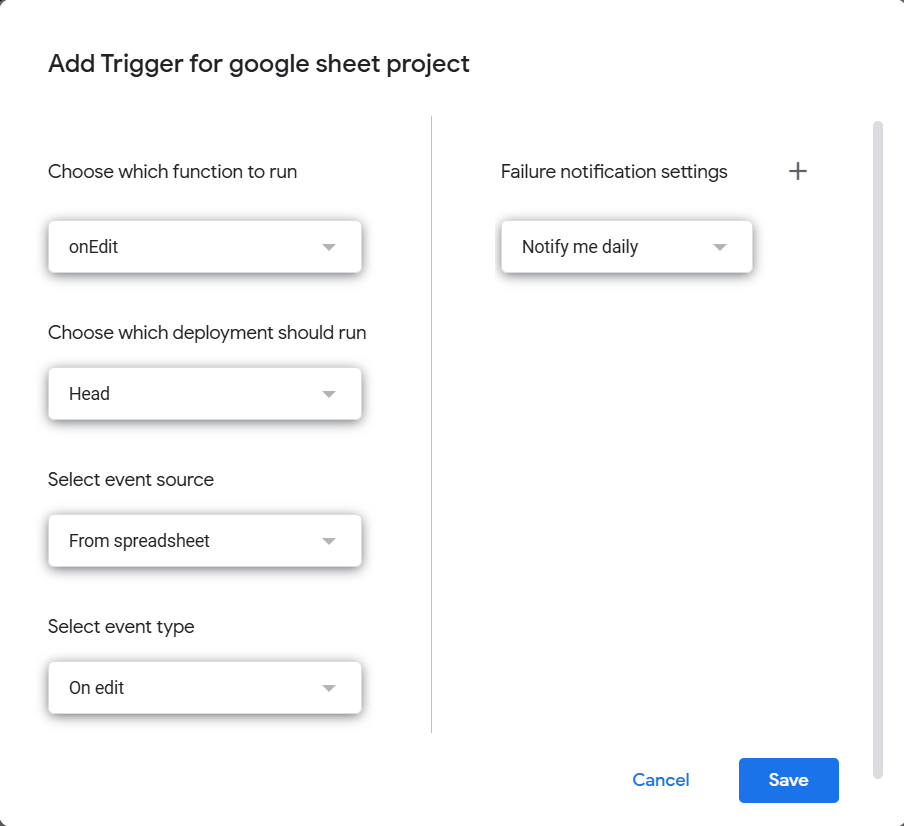 Add Trigger for google sheet project
Choose which function to run
onEdit
Choose which deployment should run
Head
Select event source
From spreadsheet
Select event type
On edit
Failure notification settings
Notify me daily
Cancel
Save